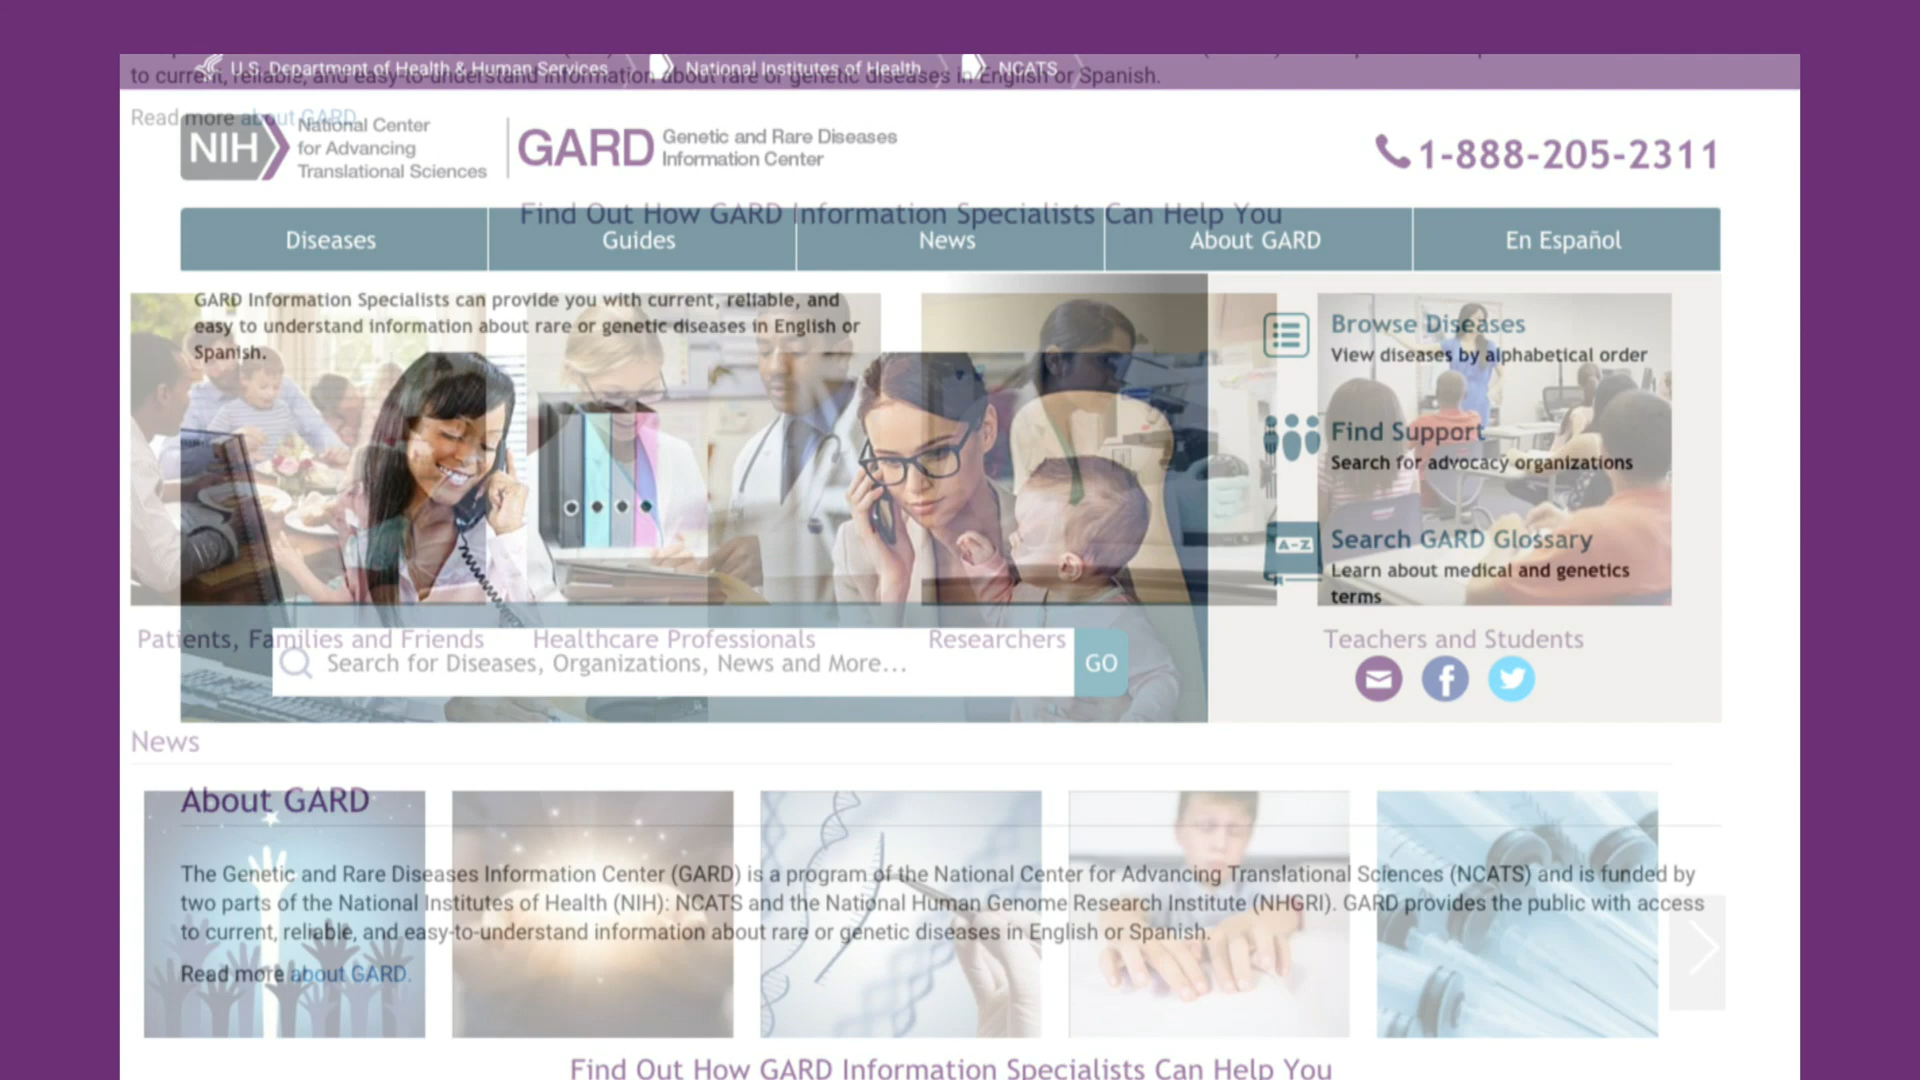 U.S. Department of Health & Human Services
National Institutes of Health
NCATS
to current, reliable, and easy-to-understand information about rare or genetic diseases in English or Spanish.
Read more about GARD.
NIH
National Center
for Advancing
Translational Sciences
GARD
Genetic and Rare Diseases
Information Center
1-888-205-2311
Find Out How GARD Information Specialists Can Help You
Diseases
Guides
News
About GARD
En Español
GARD Information Specialists can provide you with current, reliable, and
easy to understand information about rare or genetic diseases in English or
Spanish.
Browse Diseases
View diseases by alphabetical order
Find Support
Search for advocacy organizations
A-Z
Search GARD Glossary
Learn about medical and genetics
terms
Patients, Families and Friends
Healthcare Professionals
Researchers
Teachers and Students
Search for Diseases, Organizations, News and More...
GO
News
About GARD
The Genetic and Rare Diseases Information Center (GARD) is a program of the National Center for Advancing Translational Sciences (NCATS) and is funded by
two parts of the National Institutes of Health (NIH): NCATS and the National Human Genome Research Institute (NHGRI). GARD provides the public with access
to current, reliable, and easy-to-understand information about rare or genetic diseases in English or Spanish.
Read more about GARD.
Find Out How GARD Information Specialists Can Help You